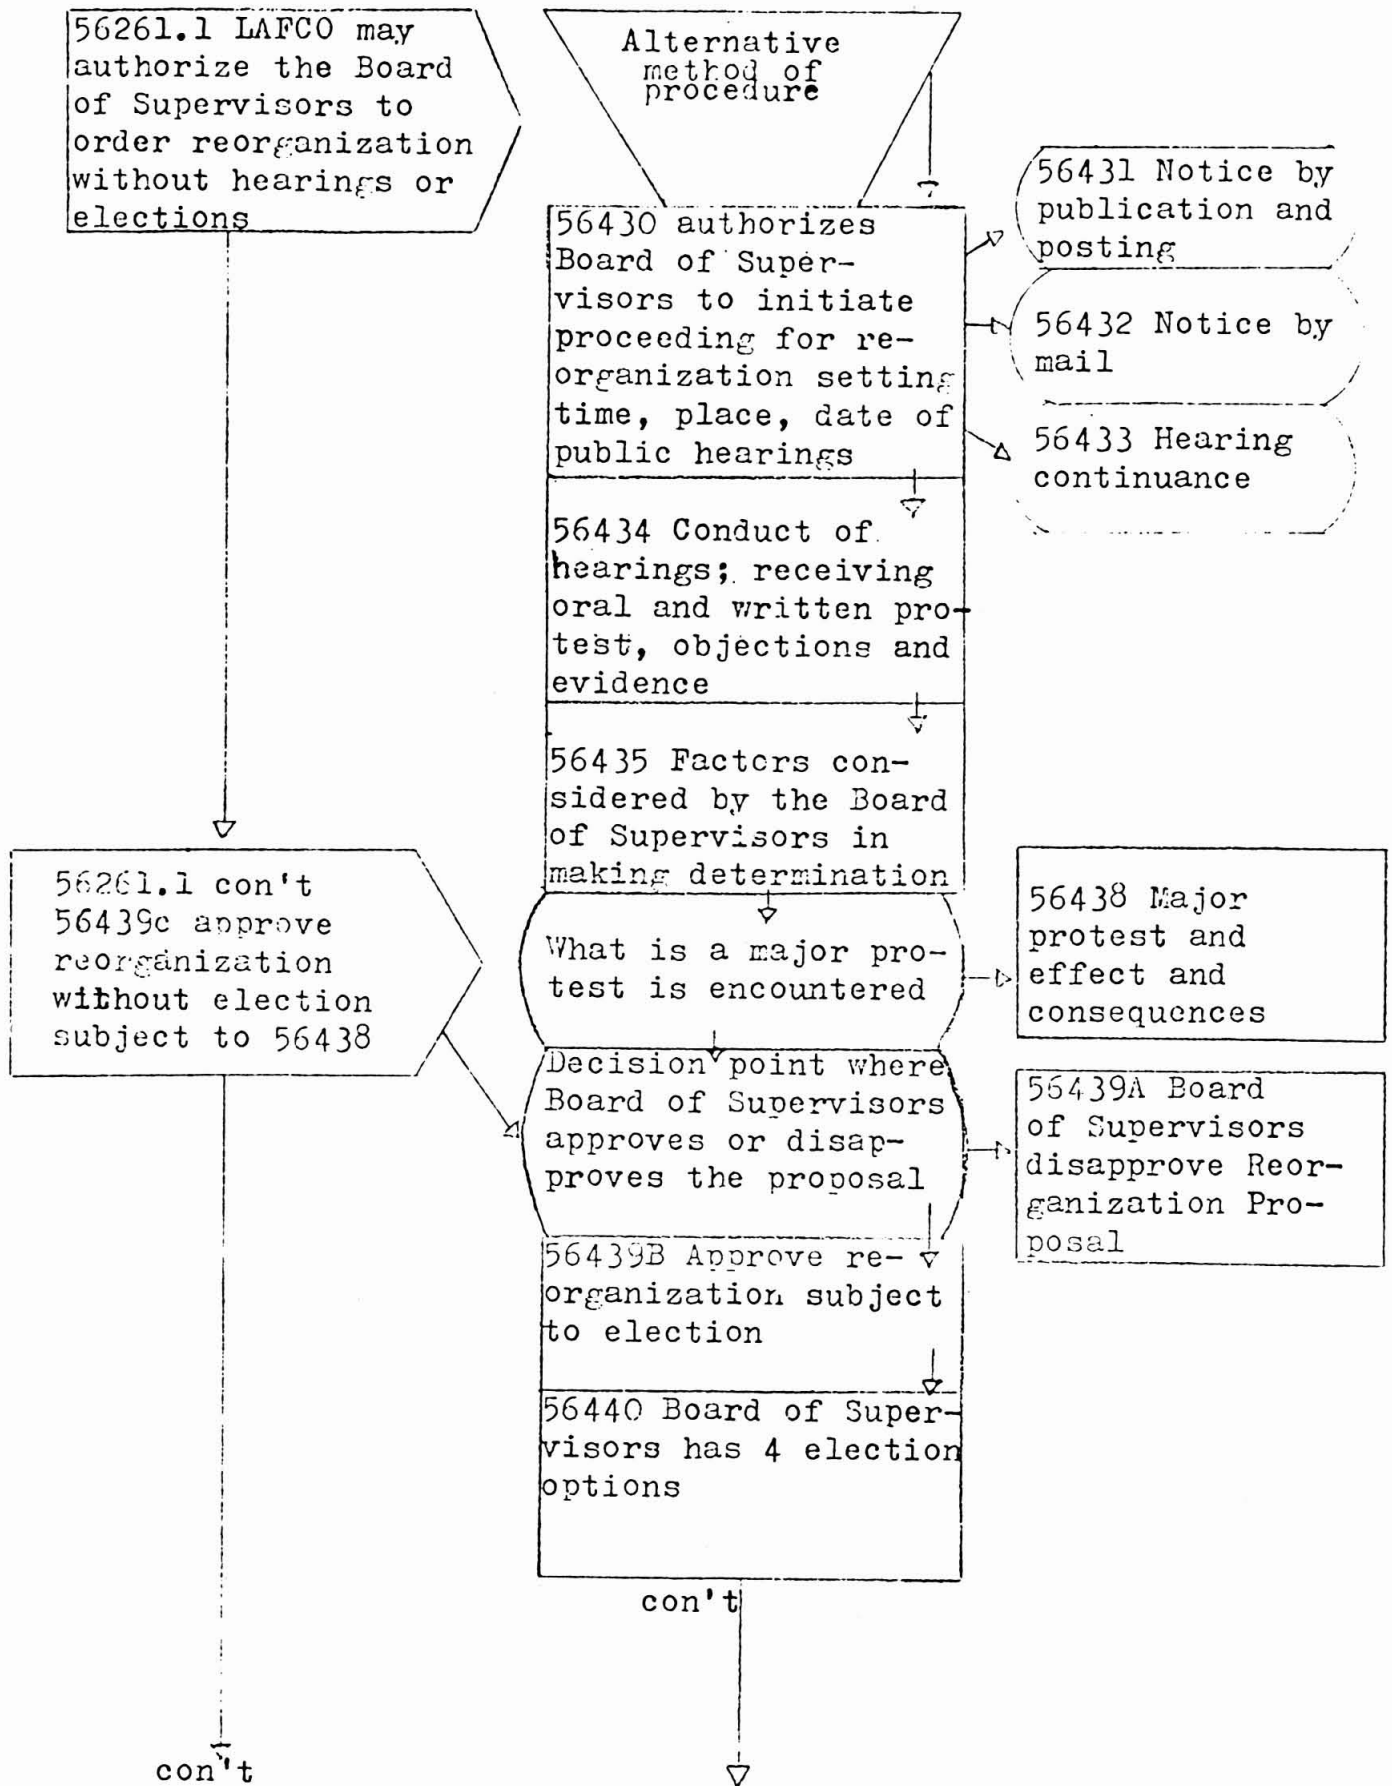 56261.1 LAFCO may
authorize the Board
of Supervisors to
order reorganization
without hearings or
elections
Alternative
method of
procedure
56430 authorizes
Board of Super-
visors to initiate
proceeding for re-
organization setting
time, place, date of
public hearings
56431 Notice by
publication and
posting
56432 Notice by
mail
56433 Hearing
continuance
56434 Conduct of
hearings; receiving
oral and written pro-
test, objections and
evidence
56435 Factors con-
sidered by the Board
of Supervisors in
making determination
56261.1 con't
56439c approve
reorganization
without election
subject to 56438
What is a major pro-
test is encountered
56438 Major
protest and
effect and
consequences
Decision point where
Board of Supervisors
approves or disap-
proves the proposal
56439A Board
of Supervisors
disapprove Reor-
ganization Pro-
posal
56439B Approve re-
organization subject
to election
56440 Board of Super-
visors has 4 election
options
con't
con't